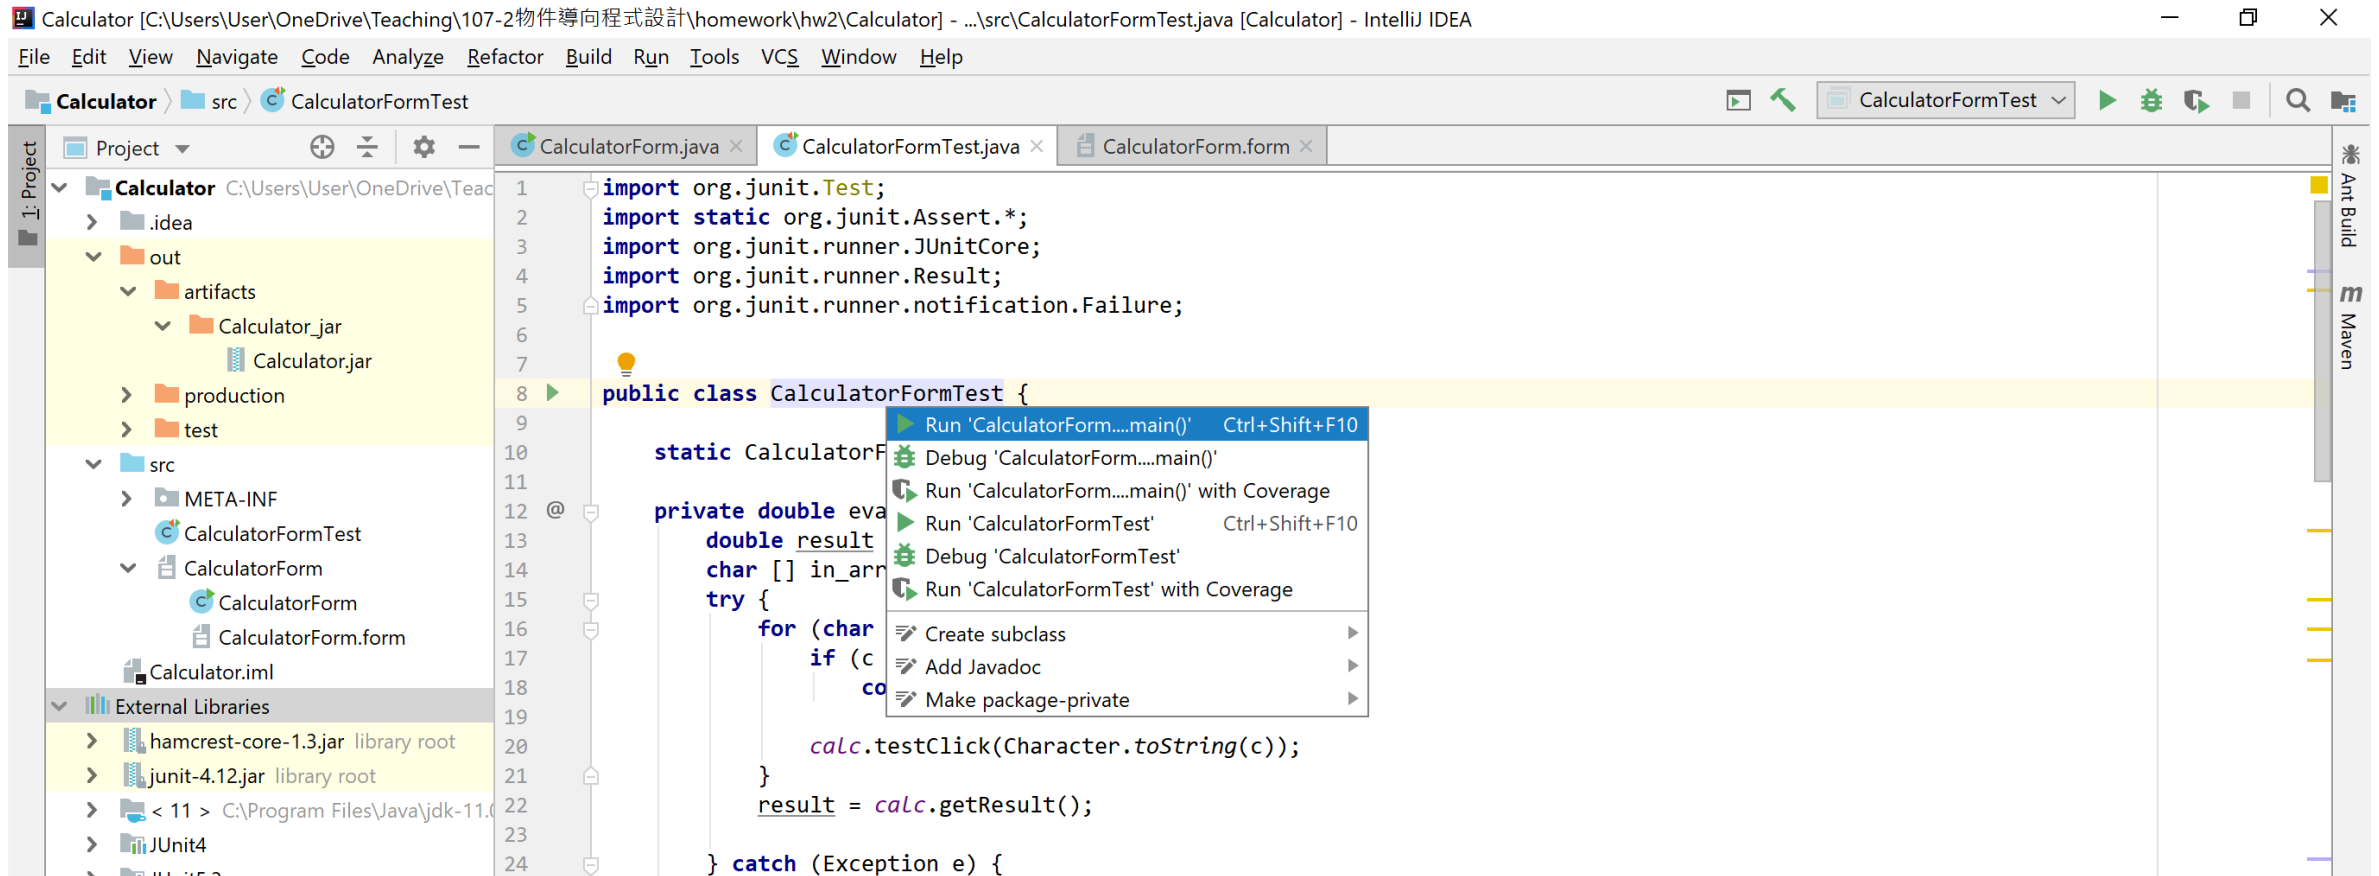 Calculator [C:\Users\User\OneDrive\Teaching\107-2物件導向程式設計\homework\hw2\Calculator] - ...\src\CalculatorFormTest.java [Calculator] - IntelliJ IDEA
File Edit View Navigate Code Analyze Refactor Build Run Tools VCS Window Help
Calculator src CalculatorFormTest CalculatorFormTest
1: Project
Project
Calculator C:\Users\User\OneDrive\Teac
.idea
out
artifacts
Calculator_jar
Calculator.jar
production
test
src
META-INF
CalculatorFormTest
CalculatorForm
CalculatorForm
CalculatorForm.form
Calculator.iml
External Libraries
hamcrest-core-1.3.jar library root
junit-4.12.jar library root
< 11 > C:\Program Files\Java\jdk-11.0
JUnit4
CalculatorForm.java CalculatorFormTest.java CalculatorForm.form
1 import org.junit.Test;
2 import static org.junit.Assert.*;
3 import org.junit.runner.JUnitCore;
4 import org.junit.runner.Result;
5 import org.junit.runner.notification.Failure;
6
7
8 public class CalculatorFormTest {
9
10 static CalculatorF
11
12 @ private double eva
13 double result
14 char [] in_arr
15 try {
16 for (char
17 if (c
18 co
19
20 calc.testClick(Character.toString(c));
21 }
22 result = calc.getResult();
23
24 } catch (Exception e) {
Run 'CalculatorForm....main()' Ctrl+Shift+F10
Debug 'CalculatorForm....main()'
Run 'CalculatorForm....main()' with Coverage
Run 'CalculatorFormTest' Ctrl+Shift+F10
Debug 'CalculatorFormTest'
Run 'CalculatorFormTest' with Coverage
Create subclass
Add Javadoc
Make package-private
Ant Build
m Maven